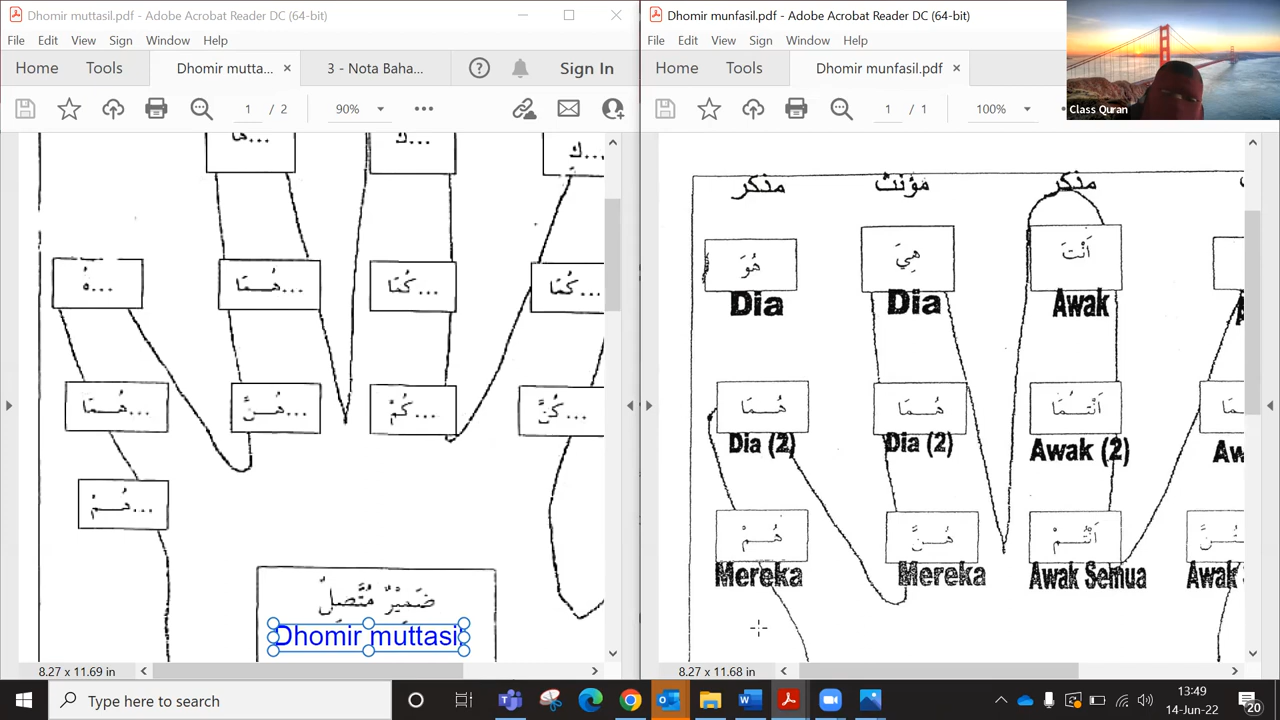 Dhomir muttasil.pdf - Adobe Acrobat Reader DC (64-bit)
File Edit View Sign Window Help
Home Tools Dhomir mutta... × 3 - Nota Baha... Sign In
1 / 2 90%
...هَا ...كَ ...كِ
...هُ ...هُمَا ...كُمَا ...كُمَا
...هُمَا ...هُنَّ ...كُمْ ...كُنَّ
...هُمْ
ضَمِيْرٌ مُتَّصِلٌ
Dhomir muttasil
8.27 x 11.69 in
Dhomir munfasil.pdf - Adobe Acrobat Reader DC (64-bit)
File Edit View Sign Window Help
Home Tools Dhomir munfasil.pdf ×
1 / 1 100%
Class Quran
مذكر مؤنث مذكر
هُوَ هِيَ اَنْتَ
Dia Dia Awak
هُمَا هُمَا اَنْتُمَا
Dia (2) Dia (2) Awak (2) Aw
هُمْ هُنَّ اَنْتُمْ
Mereka Mereka Awak Semua Awak
8.27 x 11.68 in
Type here to search
13:49
14-Jun-22
20